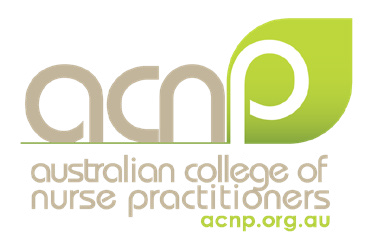 acnp
australian college of
nurse practitioners
acnp.org.au